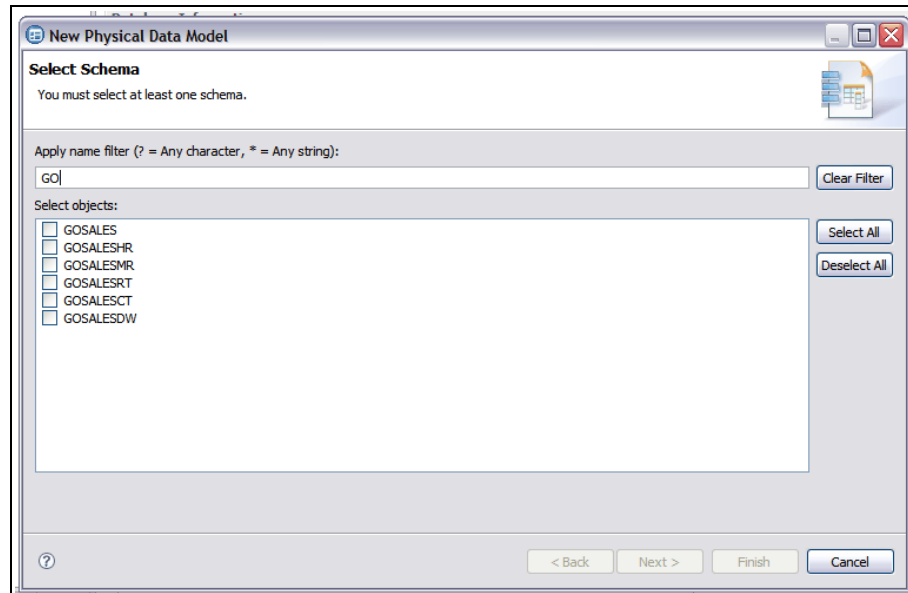 New Physical Data Model
Select Schema
You must select at least one schema.
Apply name filter (? = Any character, * = Any string):
GO
Clear Filter
Select objects:
GOSALES
GOSALESHR
GOSALESMR
GOSALESRT
GOSALESCT
GOSALESDW
Select All
Deselect All
?
< Back
Next >
Finish
Cancel